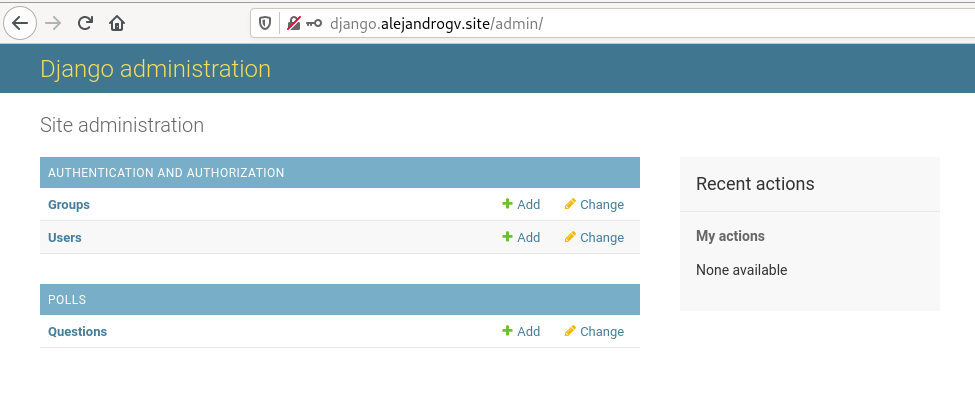 django.alejandrogv.site/admin/
Django administration
Site administration
AUTHENTICATION AND AUTHORIZATION
Groups Add Change
Users Add Change
POLLS
Questions Add Change
Recent actions
My actions
None available